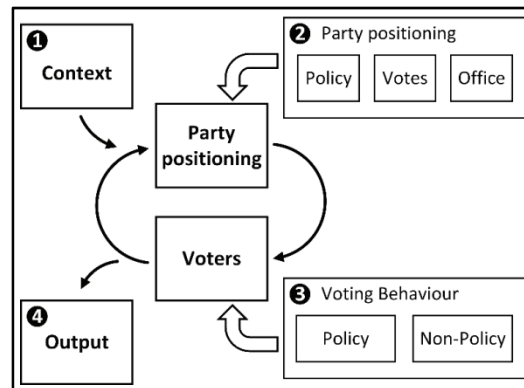 ❶
Context
❷ Party positioning
Policy Votes Office
Party
positioning
Voters
❸ Voting Behaviour
Policy Non-Policy
❹
Output